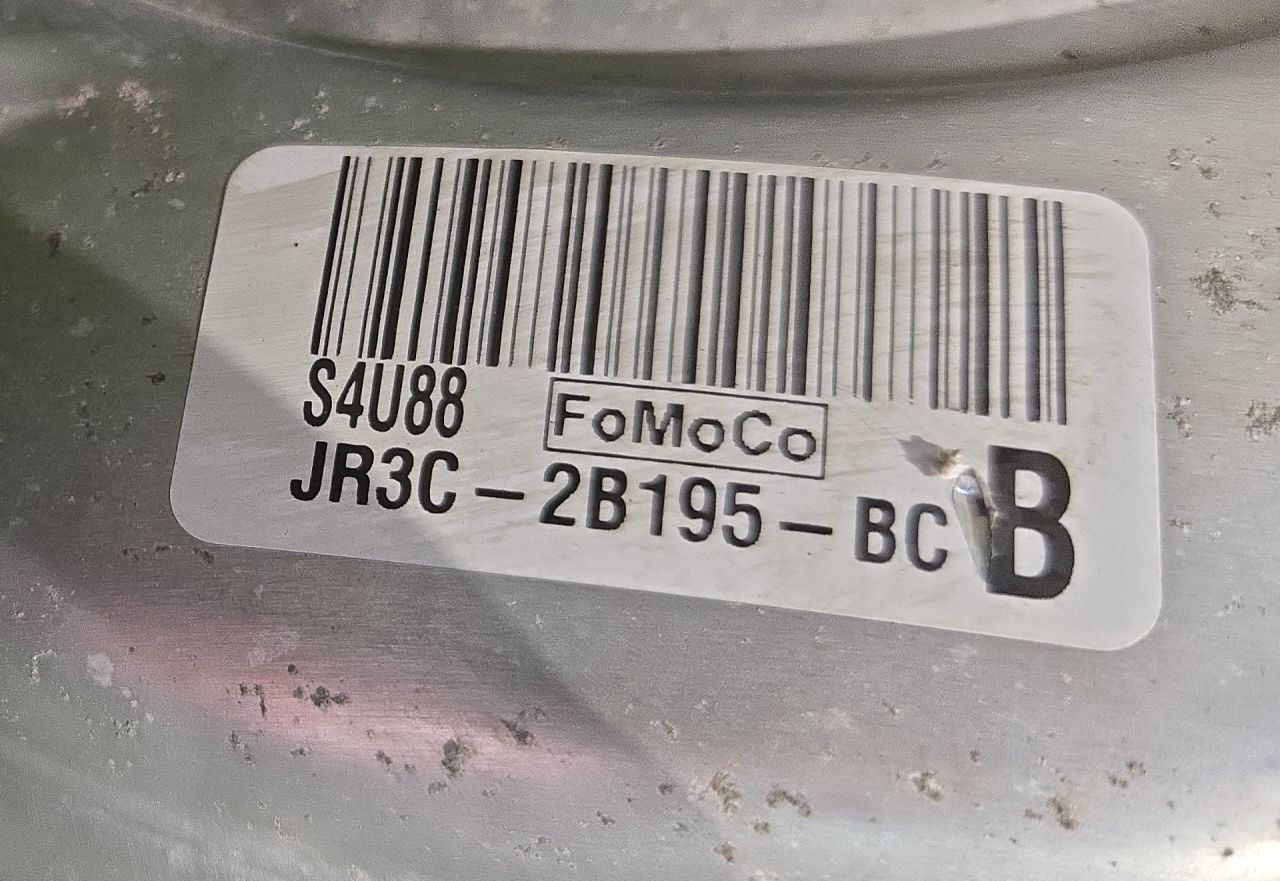 S4U88
FoMoCo
JR3C - 2B195 - BC B